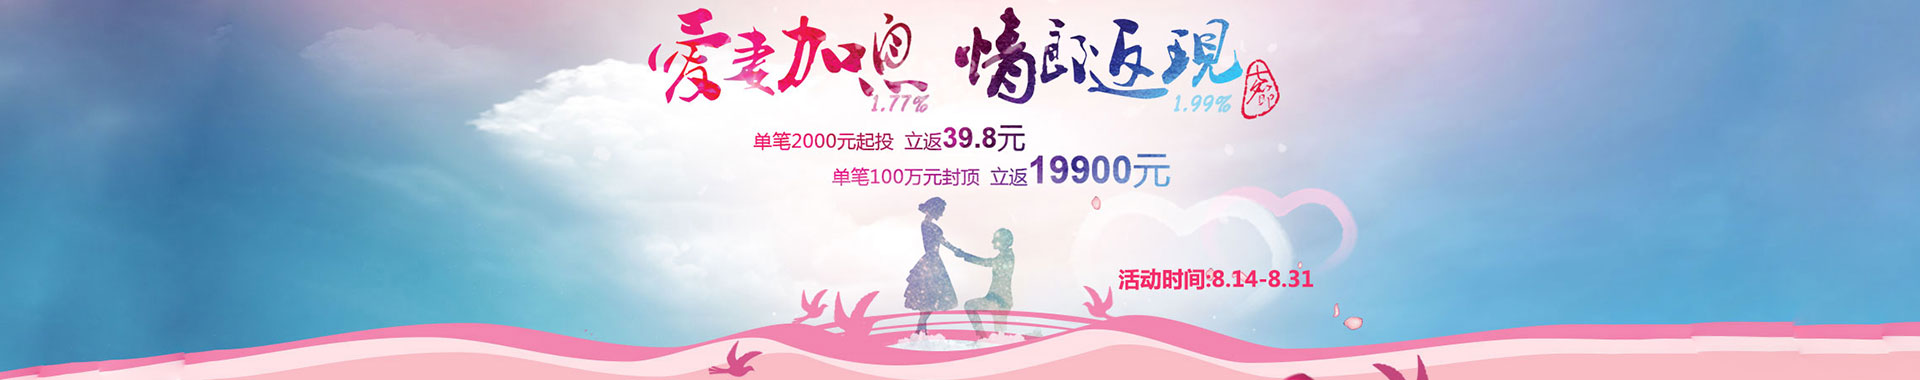 爱妻加息 情郎返现
1.77% 1.99%
单笔2000元起投 立返39.8元
单笔100万元封顶 立返19900元
活动时间:8.14-8.31